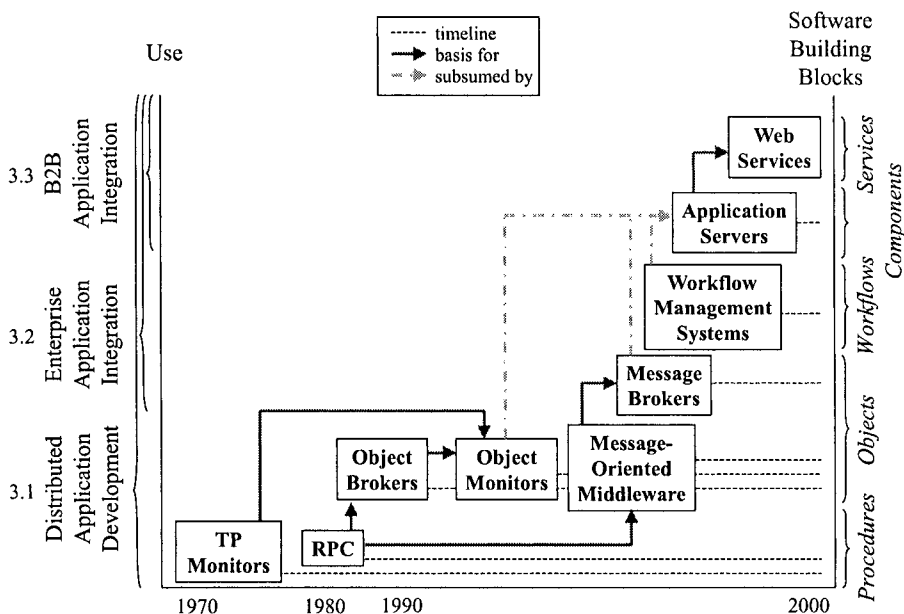 Use
timeline
basis for
subsumed by
Software
Building
Blocks
3.3
B2B
Application
Integration
3.2
Enterprise
Application
Integration
3.1
Distributed
Application
Development
Web
Services
Application
Servers
Workflow
Management
Systems
Message
Brokers
Object
Brokers
Object
Monitors
Message-
Oriented
Middleware
TP
Monitors
RPC
Services
Components
Workflows
Objects
Procedures
1970
1980
1990
2000